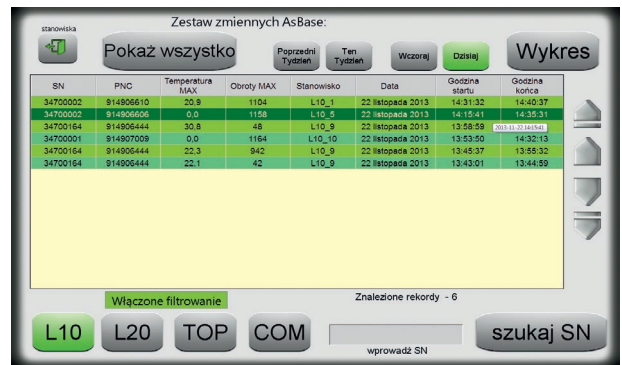 Zestaw zmiennych AsBase:
stanowiska
Pokaż wszystko
Poprzedni Tydzień
Ten Tydzień
Wczoraj
Dzisiaj
Wykres
SN PNC Temperatura MAX Obroty MAX Stanowisko Data Godzina startu Godzina końca
34700002 914906610 20,9 1104 L10_1 22 listopada 2013 14:31:32 14:40:37
34700002 914906606 0,0 1158 L10_5 22 listopada 2013 14:15:41 14:35:31
34700164 914906444 30,8 48 L10_9 22 listopada 2013 13:58:59 2013-11-22 14:15:41
34700001 914907009 0,0 1164 L10_10 22 listopada 2013 13:53:50 14:32:13
34700164 914906444 22,3 942 L10_9 22 listopada 2013 13:45:37 13:55:32
34700164 914906444 22,1 42 L10_9 22 listopada 2013 13:43:01 13:44:59
Włączone filtrowanie
Znalezione rekordy - 6
L10 L20 TOP COM
szukaj SN
wprowadź SN